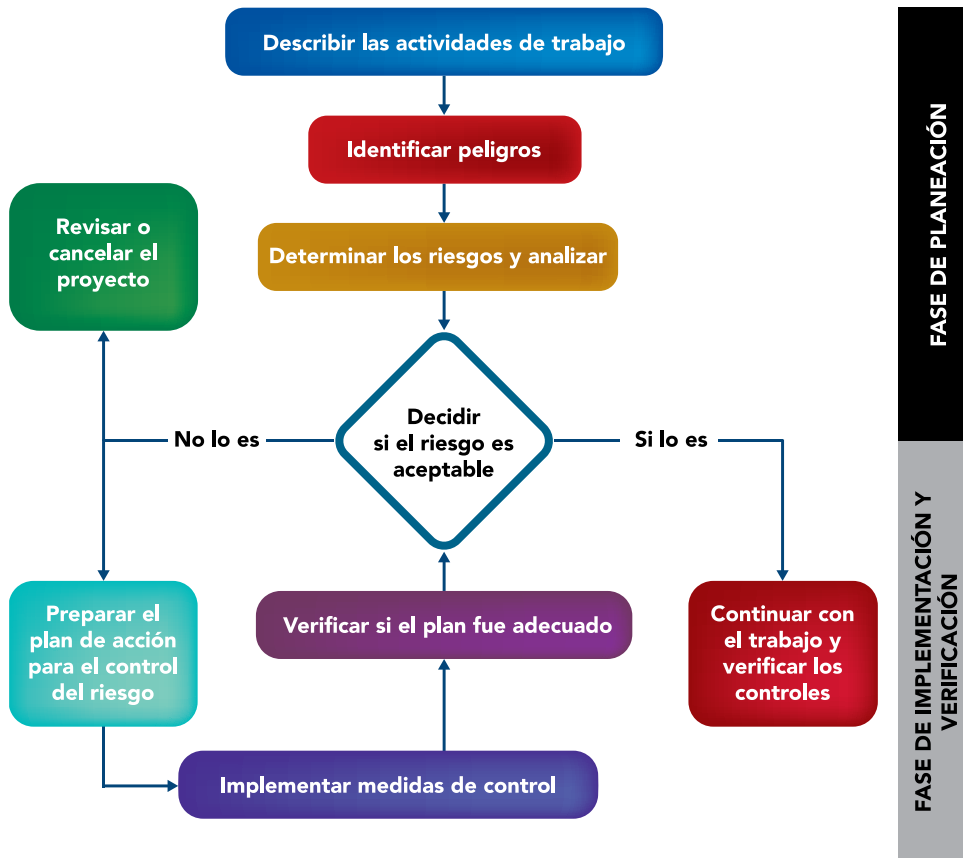 Describir las actividades de trabajo
Identificar peligros
Determinar los riesgos y analizar
Revisar o
cancelar el
proyecto
Decidir
si el riesgo es
aceptable
No lo es
Si lo es
Preparar el
plan de acción
para el control
del riesgo
Verificar si el plan fue adecuado
Continuar con
el trabajo y
verificar los
controles
Implementar medidas de control
FASE DE PLANEACIÓN
FASE DE IMPLEMENTACIÓN Y
VERIFICACIÓN